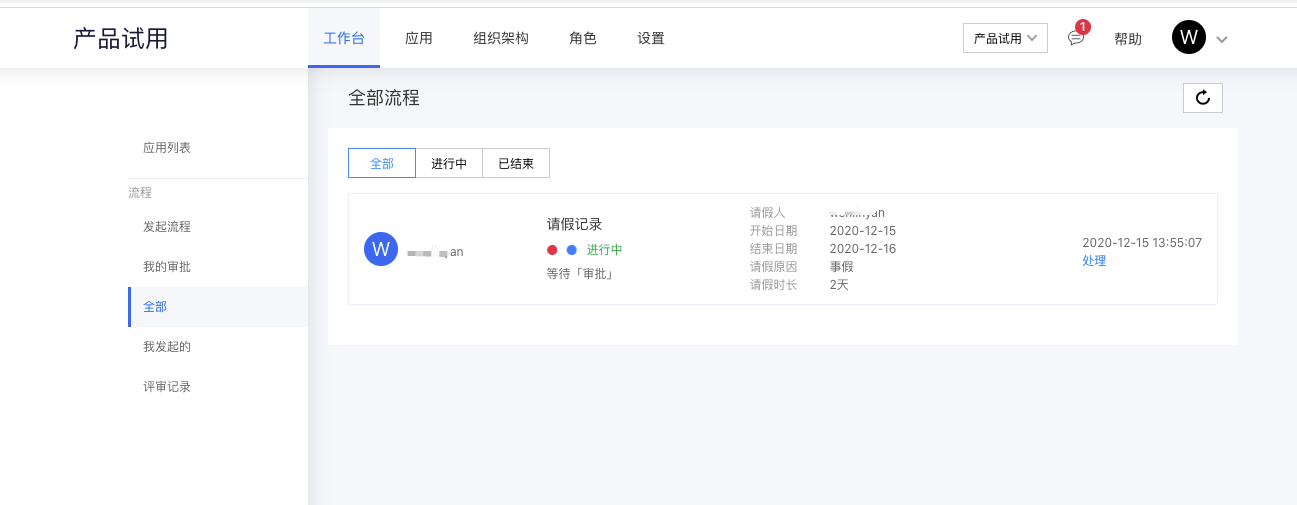 产品试用
工作台 应用 组织架构 角色 设置
产品试用 1 帮助 W
应用列表
流程
发起流程
我的审批
全部
我发起的
评审记录
全部流程
全部 进行中 已结束
W
请假记录
进行中
等待「审批」
请假人
开始日期 2020-12-15
结束日期 2020-12-16
请假原因 事假
请假时长 2天
2020-12-15 13:55:07
处理